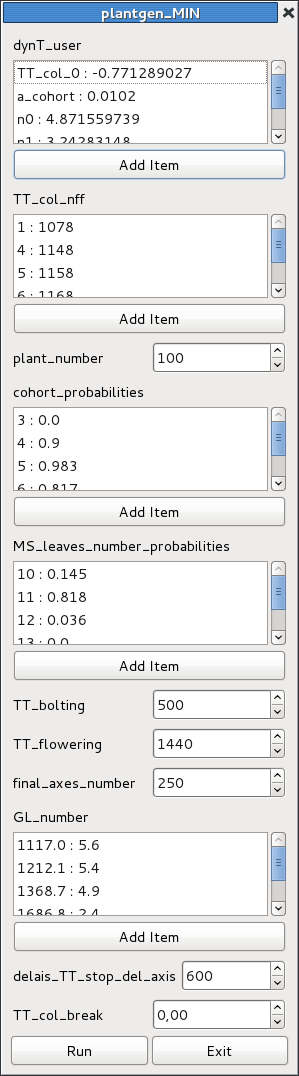 plantgen_MIN
dynT_user
TT_col_0 : -0.771289027
a_cohort : 0.0102
n0 : 4.871559739
n1 : 3.24283148
Add Item
TT_col_nff
1 : 1078
4 : 1148
5 : 1158
6 : 1168
Add Item
plant_number 100
cohort_probabilities
3 : 0.0
4 : 0.9
5 : 0.983
6 : 0.817
Add Item
MS_leaves_number_probabilities
10 : 0.145
11 : 0.818
12 : 0.036
13 : 0.0
Add Item
TT_bolting 500
TT_flowering 1440
final_axes_number 250
GL_number
1117.0 : 5.6
1212.1 : 5.4
1368.7 : 4.9
1686.8 : 2.4
Add Item
delais_TT_stop_del_axis 600
TT_col_break 0,00
Run Exit